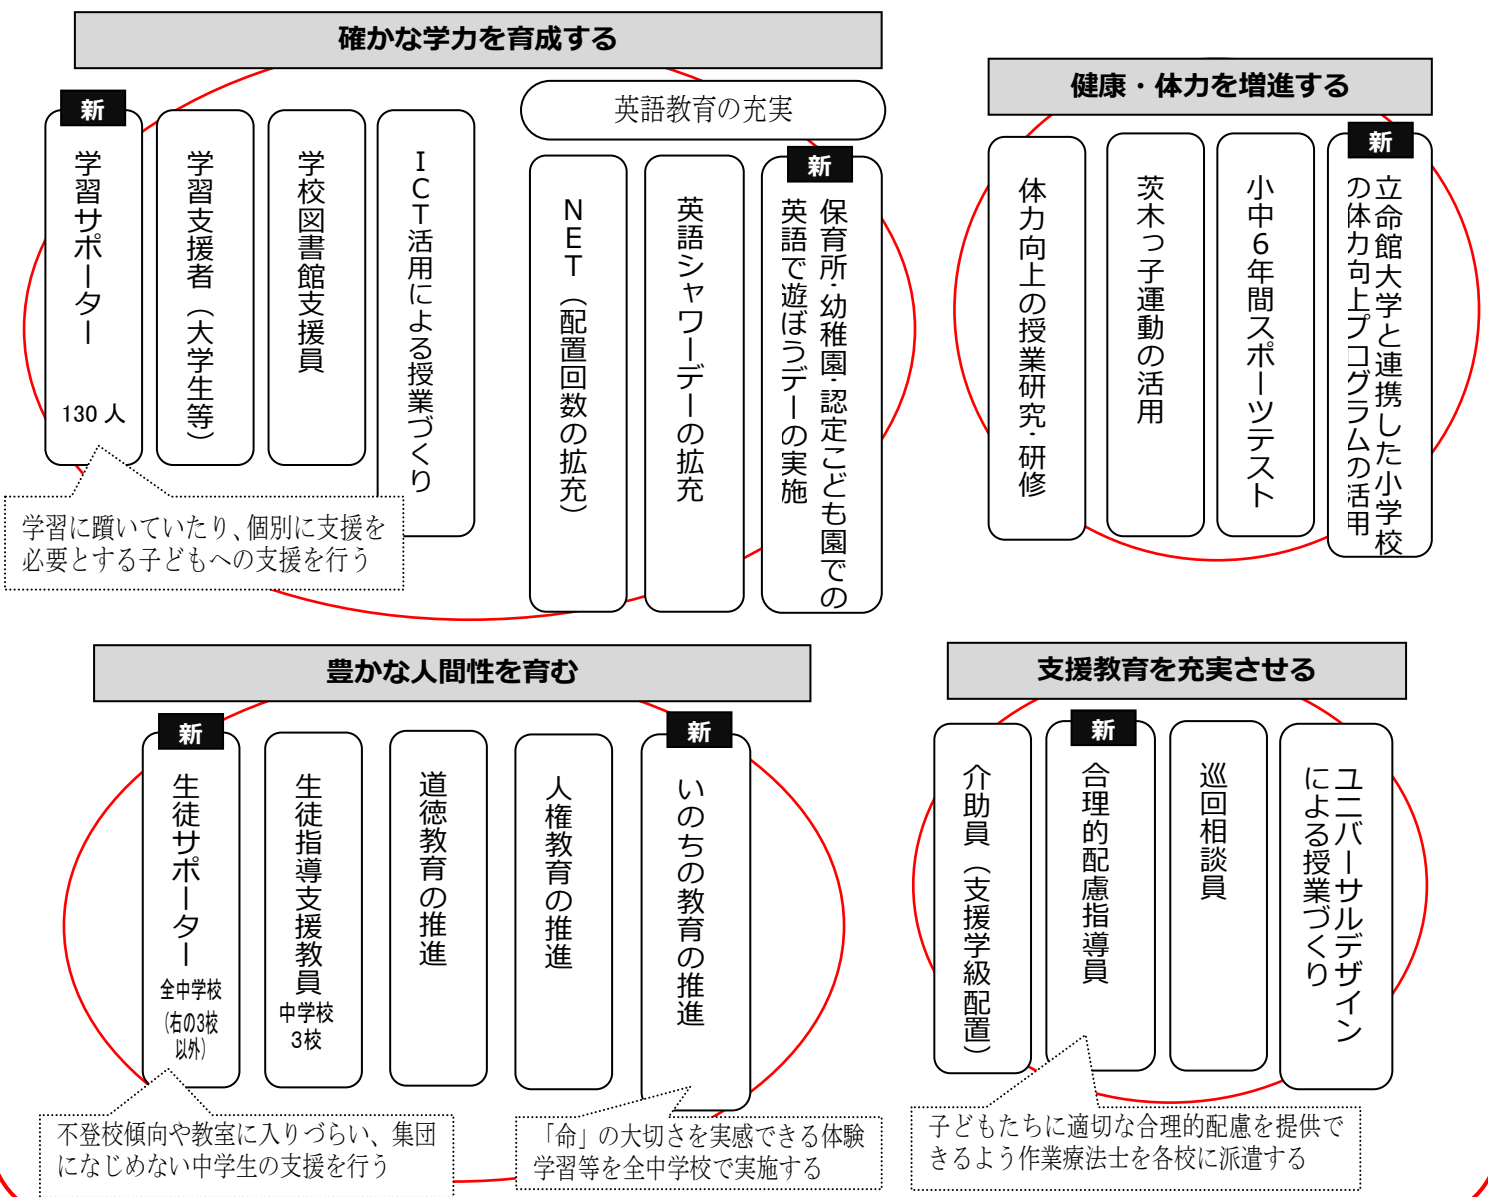 確かな学力を育成する
新
学習サポーター
130 人
学習支援者（大学生等）
学校図書館支援員
ＩＣＴ活用による授業づくり
英語教育の充実
ＮＥＴ（配置回数の拡充）
英語シャワーデーの拡充
新
保育所・幼稚園・認定こども園での
英語で遊ぼうデーの実施
学習に躓いていたり、個別に支援を
必要とする子どもへの支援を行う
健康・体力を増進する
体力向上の授業研究・研修
茨木っ子運動の活用
小中６年間スポーツテスト
新
立命館大学と連携した小学校
の体力向上プログラムの活用
豊かな人間性を育む
新
生徒サポーター
全中学校
(右の3校
以外)
生徒指導支援教員
中学校
3校
道徳教育の推進
人権教育の推進
新
いのちの教育の推進
不登校傾向や教室に入りづらい、集団
になじめない中学生の支援を行う
「命」の大切さを実感できる体験
学習等を全中学校で実施する
支援教育を充実させる
介助員（支援学級配置）
新
合理的配慮指導員
巡回相談員
ユニバーサルデザイン
による授業づくり
子どもたちに適切な合理的配慮を提供で
きるよう作業療法士を各校に派遣する